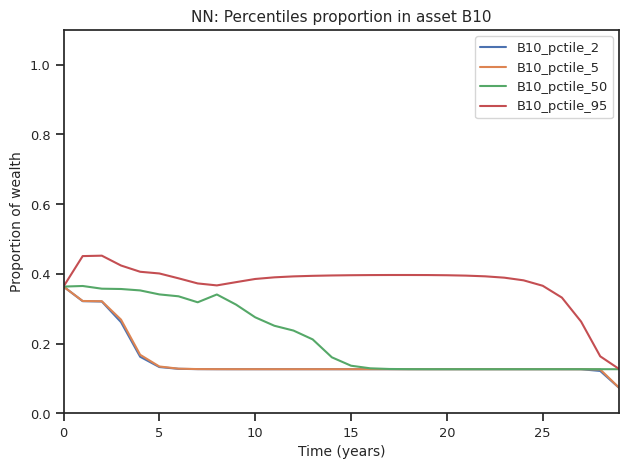 NN: Percentiles proportion in asset B10
B10_pctile_2
B10_pctile_5
B10_pctile_50
B10_pctile_95
Proportion of wealth
1.0
0.8
0.6
0.4
0.2
0.0
0 5 10 15 20 25
Time (years)